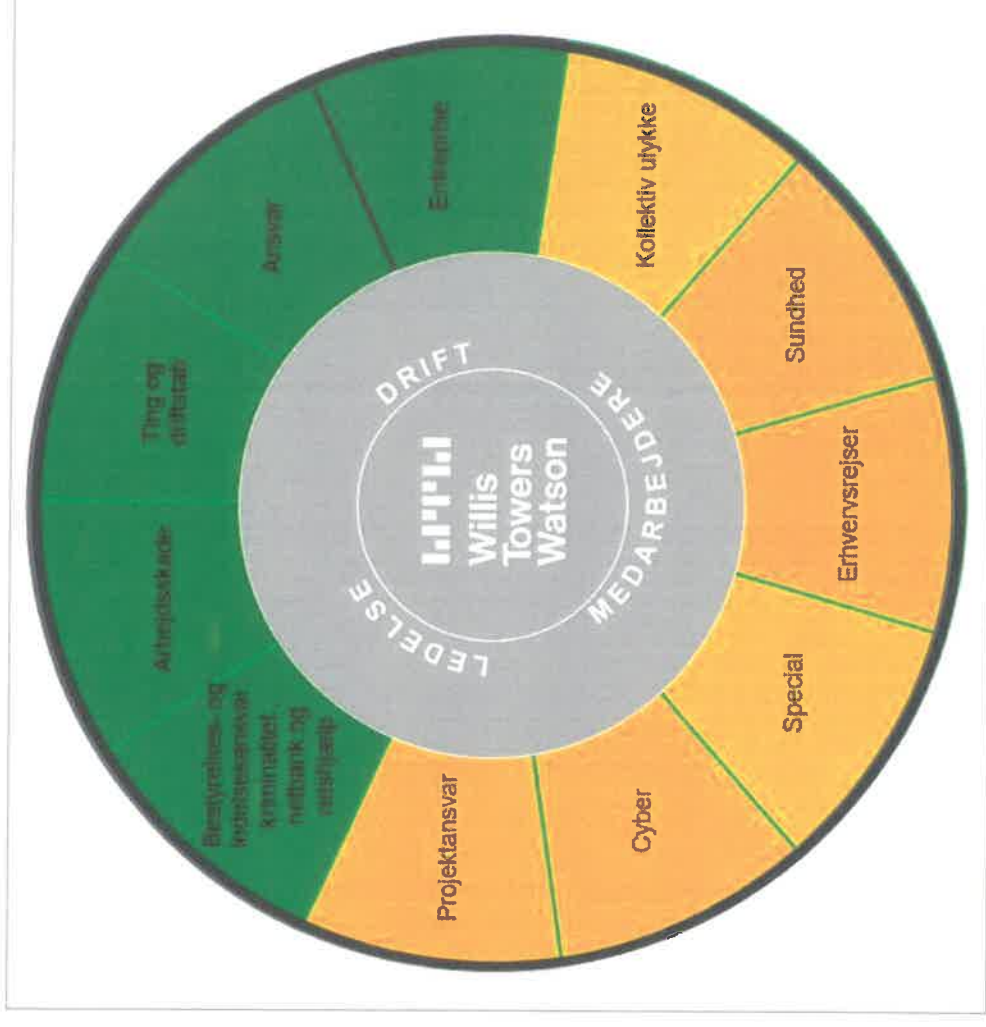 Bestyrelses- og
ledelsesansvar,
kriminalitet,
netbank og
retshjælp
Arbejdsskade
Ting og
driftstab
Ansvar
Entreprise
Kollektiv ulykke
Sundhed
Erhvervsrejser
Special
Cyber
Projektansvar
LEDELSE
DRIFT
MEDARBEJDERE
Willis
Towers
Watson